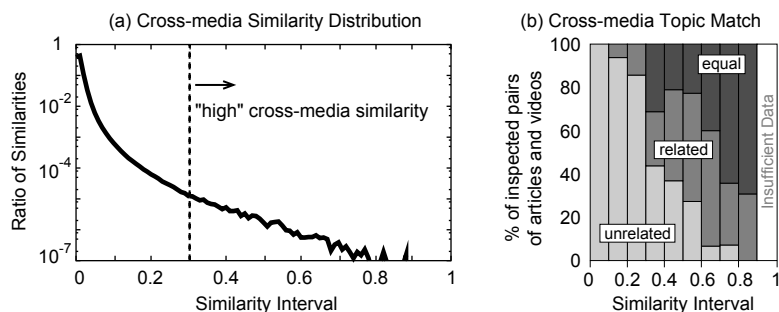 (a) Cross-media Similarity Distribution
1
10-2
10-4
10-7
Ratio of Similarities
"high" cross-media similarity
0 0.2 0.4 0.6 0.8 1
Similarity Interval
(b) Cross-media Topic Match
100
80
60
40
20
0
% of inspected pairs
of articles and videos
equal
related
unrelated
Insufficient Data
0 0.2 0.4 0.6 0.8 1
Similarity Interval